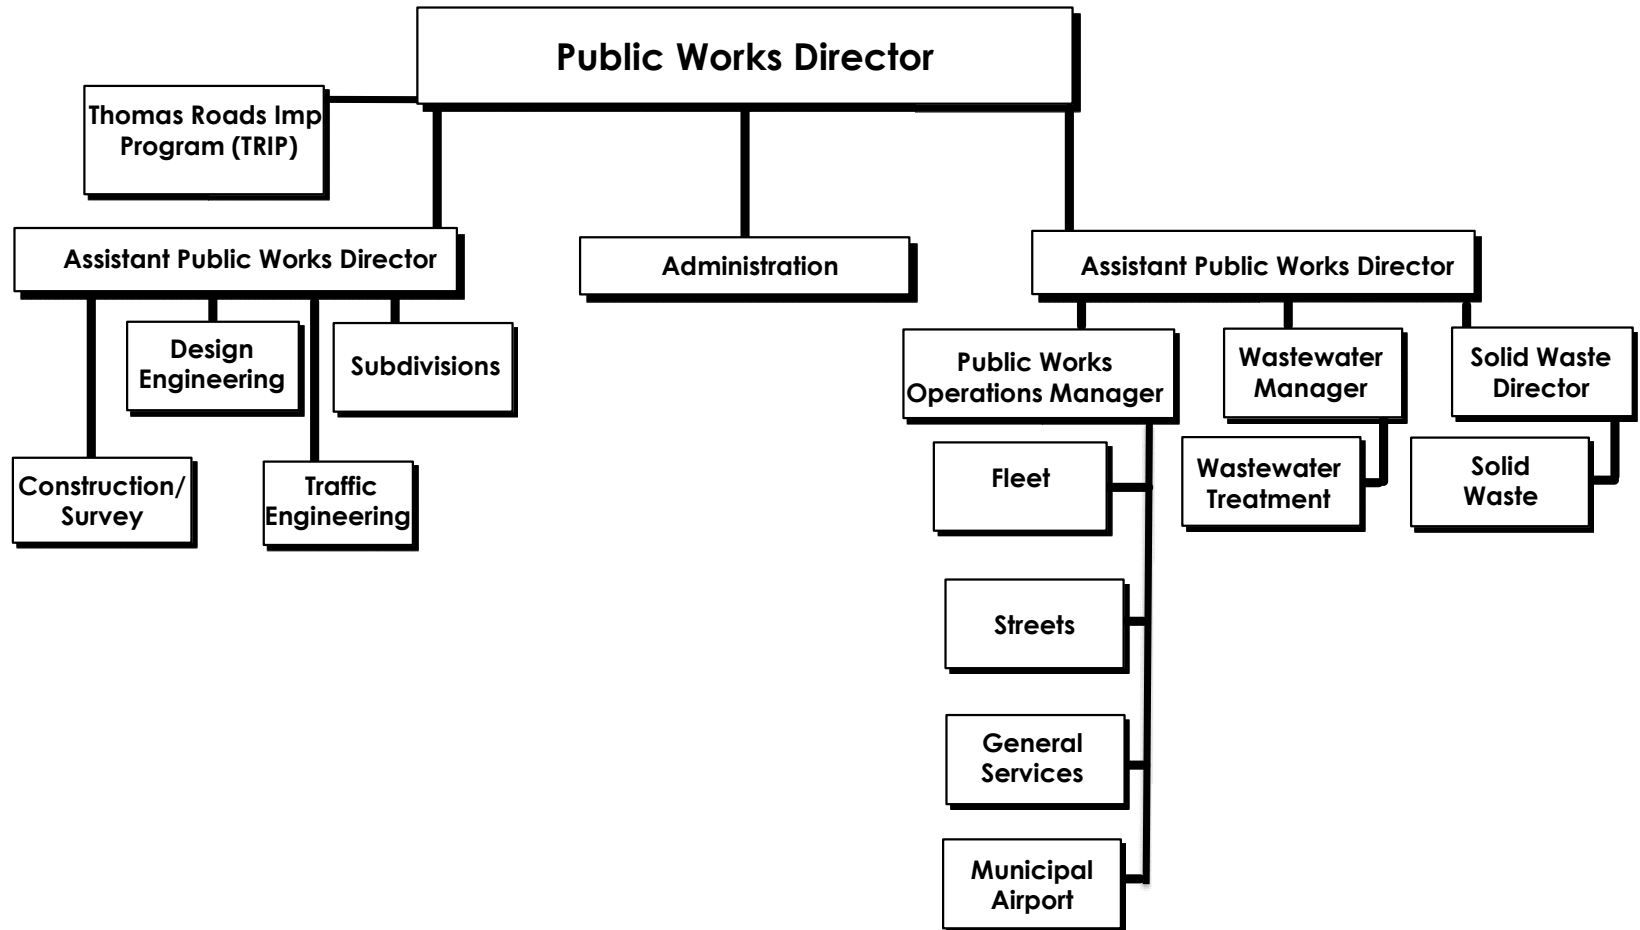 Public Works Director
Thomas Roads Imp
Program (TRIP)
Assistant Public Works Director
Administration
Assistant Public Works Director
Design
Engineering
Subdivisions
Public Works
Operations Manager
Wastewater
Manager
Solid Waste
Director
Construction/
Survey
Traffic
Engineering
Fleet
Wastewater
Treatment
Solid
Waste
Streets
General
Services
Municipal
Airport